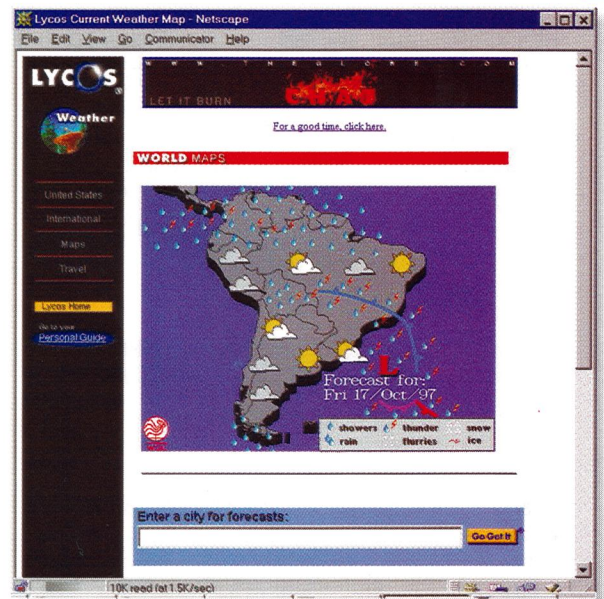 Lycos Current Weather Map - Netscape
File Edit View Go Communicator Help
LYCOS®
Weather
United States
International
Maps
Travel
Lycos Home
Go to your
Personal Guide
WWW.THEGLOBE.COM
LET IT BURN
For a good time, click here.
WORLD MAPS
L
Forecast for:
Fri 17/Oct/97
showers thunder snow
rain flurries ice
Enter a city for forecasts:
Go Get It
10K read (at 1.5K/sec)